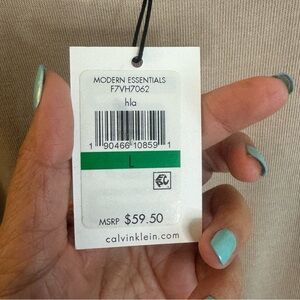 MODERN ESSENTIALS
F7VH7062
hla
1 90466 10859 1
L
MSRP $59.50
calvinklein.com